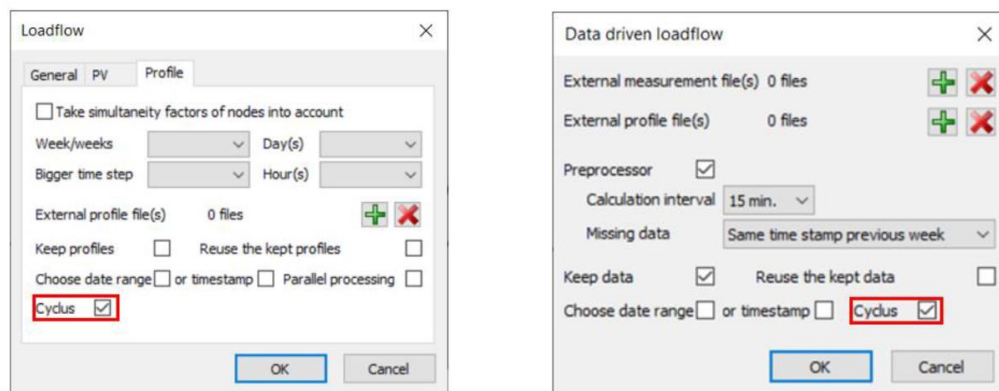 Loadflow
General PV Profile
Take simultaneity factors of nodes into account
Week/weeks Day(s)
Bigger time step Hour(s)
External profile file(s) 0 files
Keep profiles Reuse the kept profiles
Choose date range or timestamp Parallel processing
Cyclus
OK Cancel
Data driven loadflow
External measurement file(s) 0 files
External profile file(s) 0 files
Preprocessor
Calculation interval 15 min.
Missing data Same time stamp previous week
Keep data Reuse the kept data
Choose date range or timestamp Cyclus
OK Cancel